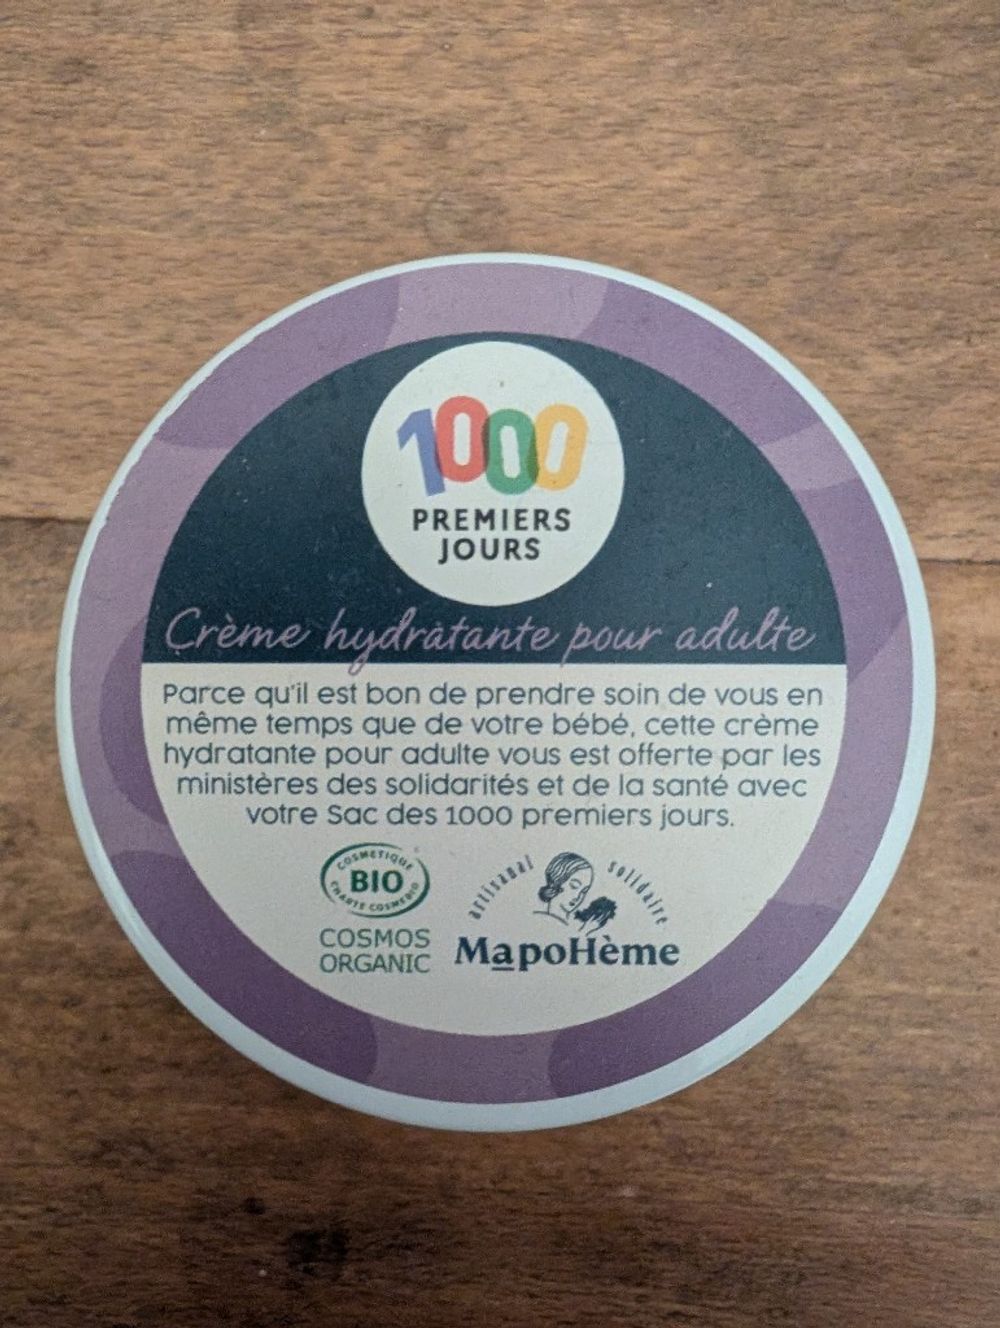 1000
PREMIERS
JOURS
Crème hydratante pour adulte
Parce qu'il est bon de prendre soin de vous en
même temps que de votre bébé, cette crème
hydratante pour adulte vous est offerte par les
ministères des solidarités et de la santé avec
votre Sac des 1000 premiers jours.
COSMETIQUE
BIO
CHARTE COSMEBIO
COSMOS
ORGANIC
artisanal solidaire
MapoHème